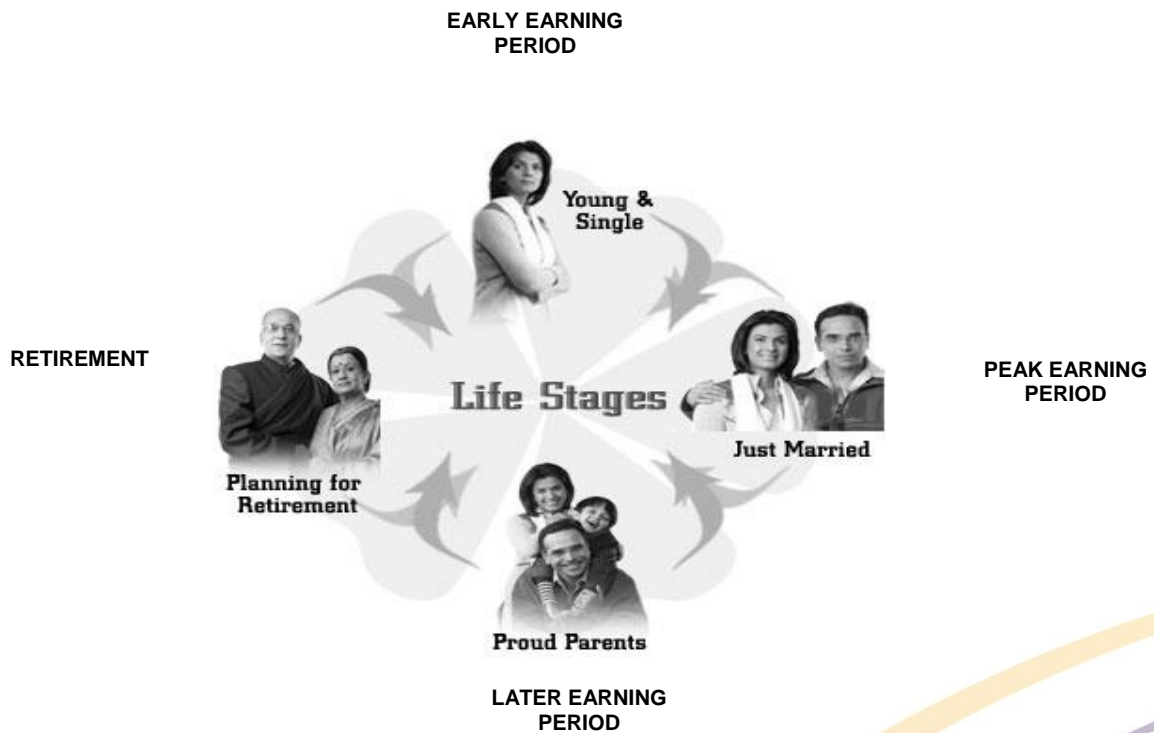 EARLY EARNING
PERIOD
Young &
Single
RETIREMENT
Life Stages
PEAK EARNING
PERIOD
Just Married
Planning for
Retirement
Proud Parents
LATER EARNING
PERIOD